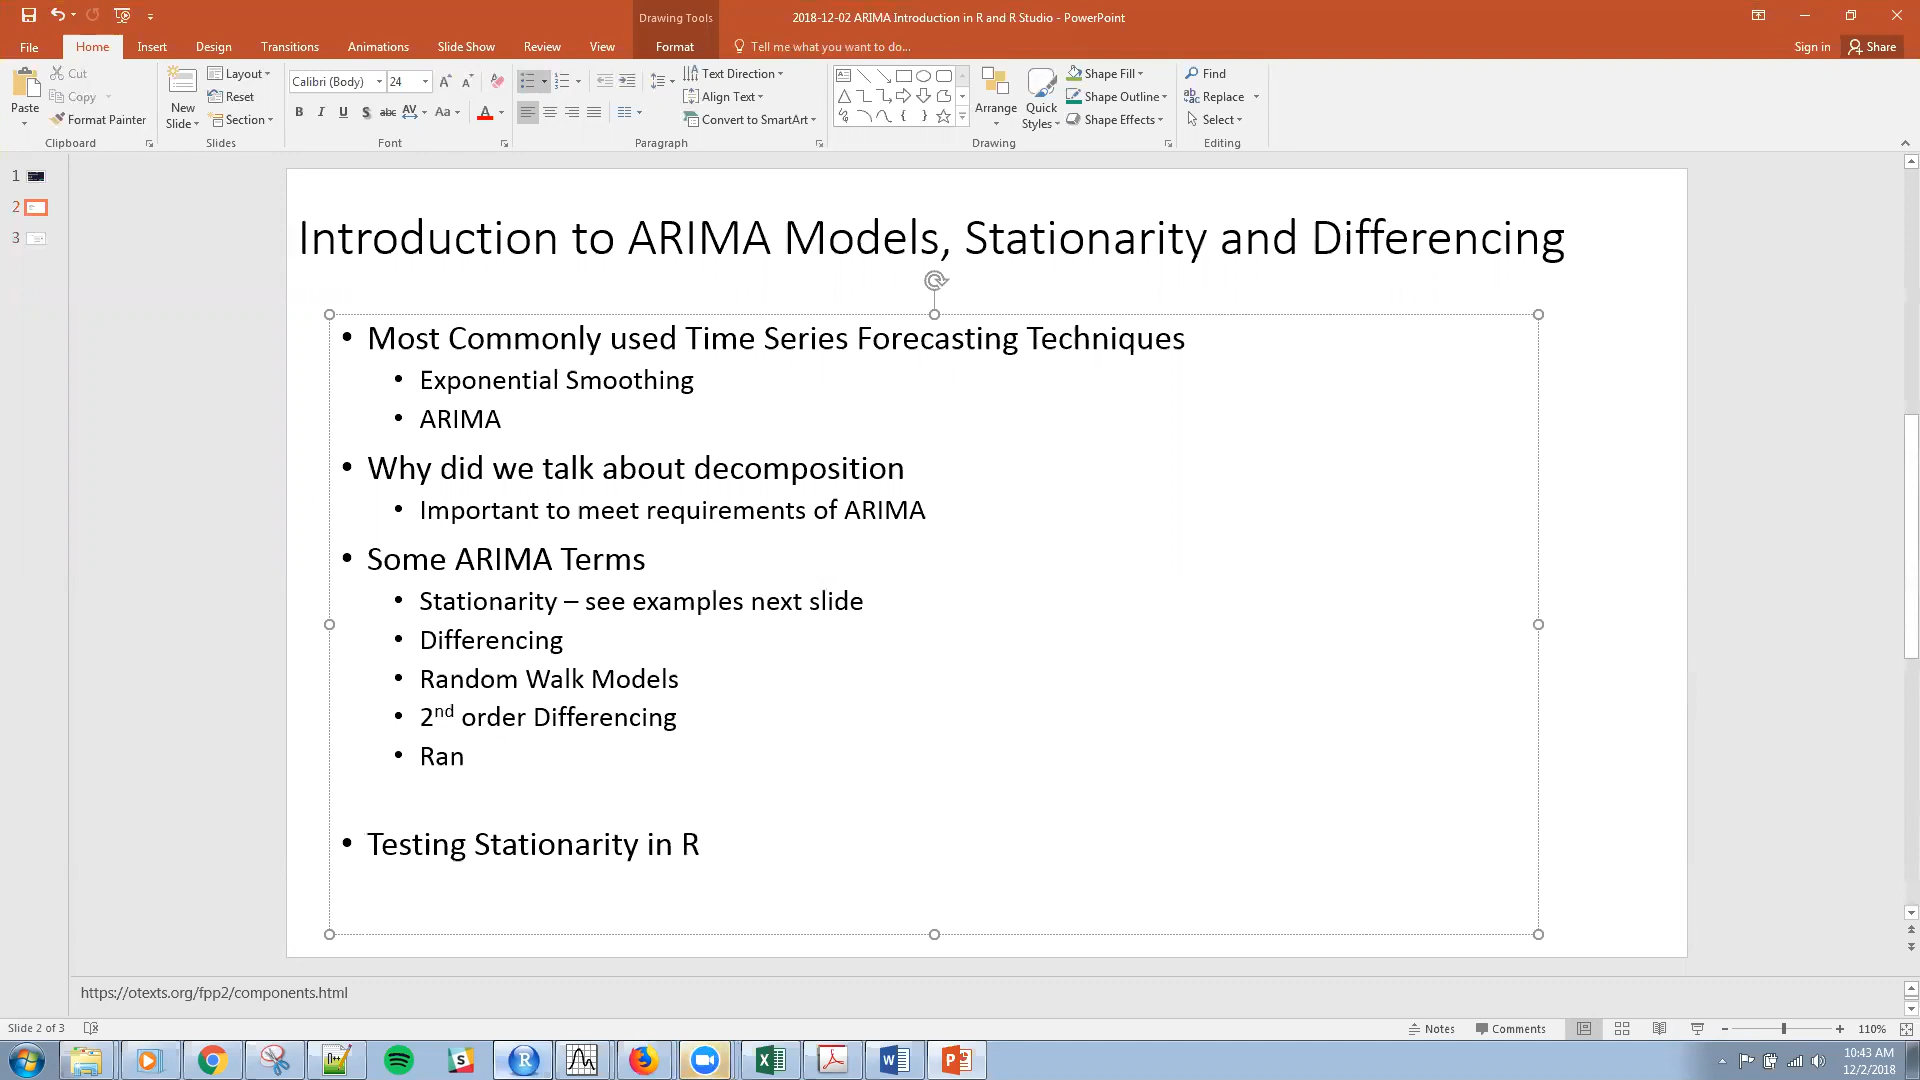 Drawing Tools
2018-12-02 ARIMA Introduction in R and R Studio - PowerPoint
File Home Insert Design Transitions Animations Slide Show Review View Format Tell me what you want to do... Sign in Share
Paste
Cut
Copy
Format Painter
Clipboard
New Slide
Layout
Reset
Section
Slides
Calibri (Body) 24
B I U S abc AV Aa A
Font
Text Direction
Align Text
Convert to SmartArt
Paragraph
Arrange
Quick Styles
Shape Fill
Shape Outline
Shape Effects
Drawing
Find
Replace
Select
Editing
1
2
3
Introduction to ARIMA Models, Stationarity and Differencing
• Most Commonly used Time Series Forecasting Techniques
• Exponential Smoothing
• ARIMA
• Why did we talk about decomposition
• Important to meet requirements of ARIMA
• Some ARIMA Terms
• Stationarity – see examples next slide
• Differencing
• Random Walk Models
• 2nd order Differencing
• Ran
• Testing Stationarity in R
https://otexts.org/fpp2/components.html
Slide 2 of 3
Notes Comments 110%
10:43 AM
12/2/2018